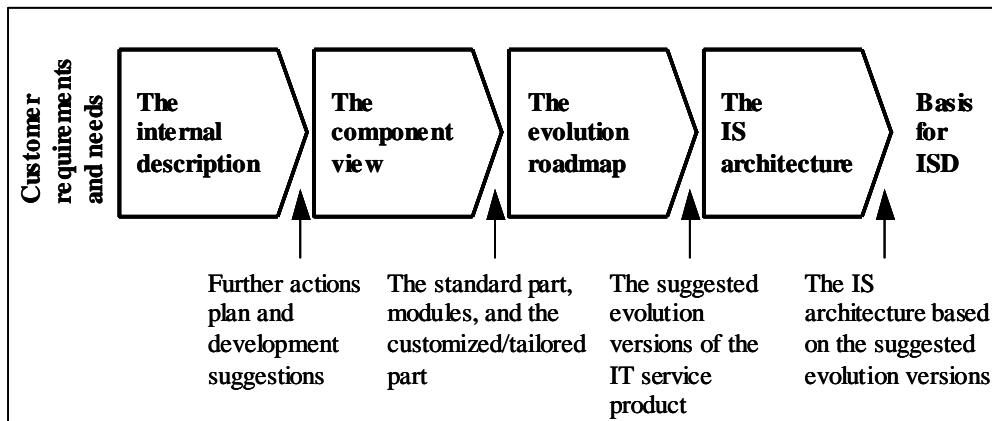 Customer
requirements
and needs
The
internal
description
The
component
view
The
evolution
roadmap
The
IS
architecture
Basis
for
ISD
Further actions
plan and
development
suggestions
The standard part,
modules, and the
customized/tailored
part
The suggested
evolution
versions of the
IT service
product
The IS
architecture based
on the suggested
evolution versions